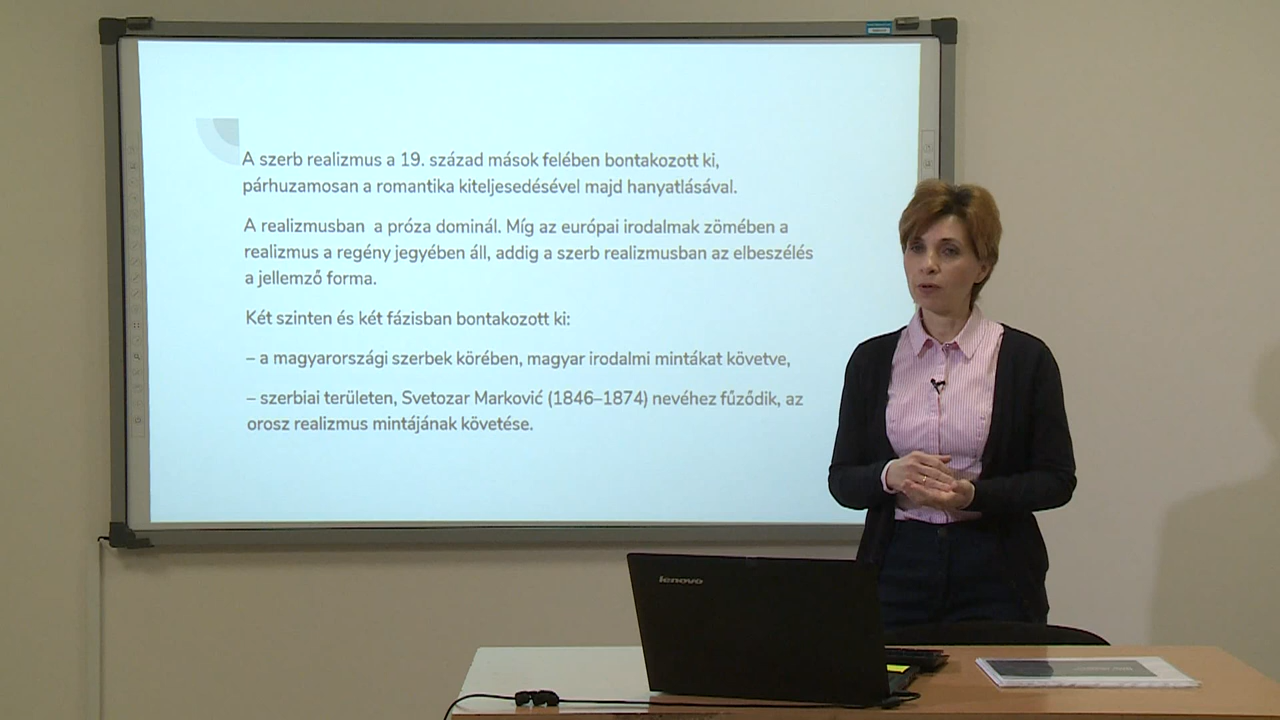 A szerb realizmus a 19. század mások felében bontakozott ki,
párhuzamosan a romantika kiteljesedésével majd hanyatlásával.
A realizmusban a próza dominál. Míg az európai irodalmak zömében a
realizmus a regény jegyében áll, addig a szerb realizmusban az elbeszélés
a jellemző forma.
Két szinten és két fázisban bontakozott ki:
– a magyarországi szerbek körében, magyar irodalmi mintákat követve,
– szerbiai területen, Svetozar Marković (1846–1874) nevéhez fűződik, az
orosz realizmus mintájának követése.
lenovo